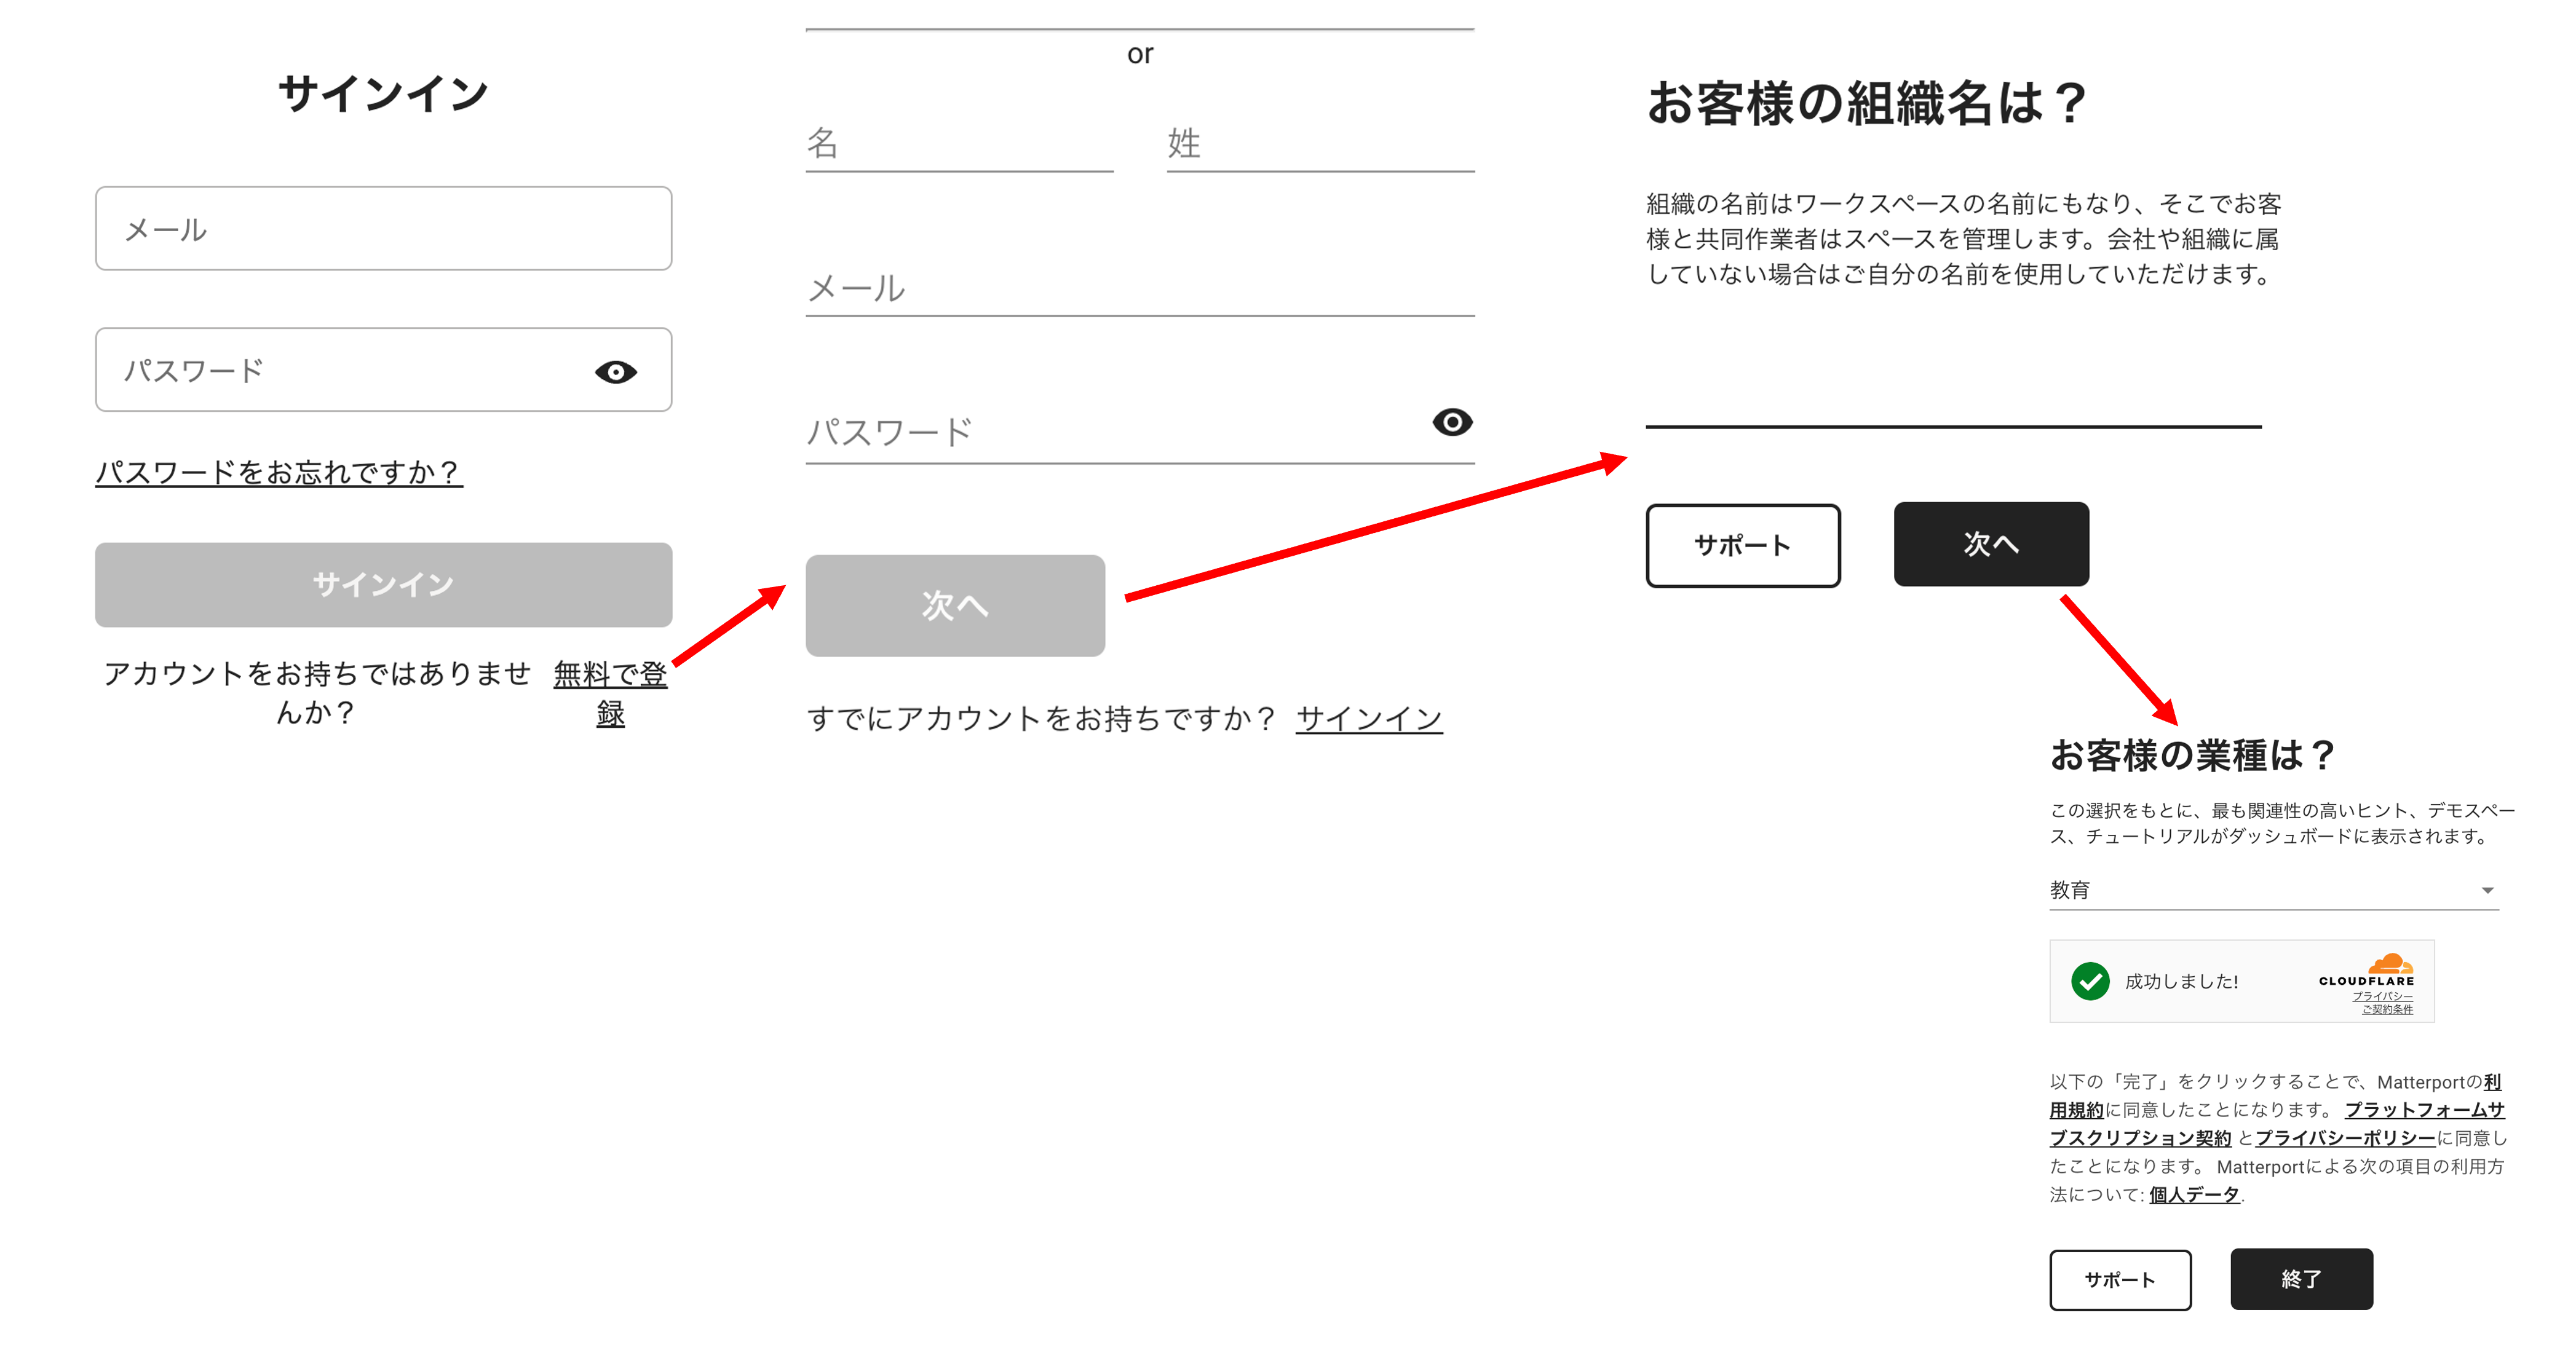 サインイン
メール
パスワード
パスワードをお忘れですか？
サインイン
アカウントをお持ちではありませ
んか？
無料で登
録
or
名
姓
メール
パスワード
次へ
すでにアカウントをお持ちですか？ サインイン
お客様の組織名は？
組織の名前はワークスペースの名前にもなり、そこでお客
様と共同作業者はスペースを管理します。会社や組織に属
していない場合はご自分の名前を使用していただけます。
サポート
次へ
お客様の業種は？
この選択をもとに、最も関連性の高いヒント、デモスペー
ス、チュートリアルがダッシュボードに表示されます。
教育
成功しました!
CLOUDFLARE
プライバシー
ご契約条件
以下の「完了」をクリックすることで、Matterportの利
用規約に同意したことになります。 プラットフォームサ
ブスクリプション契約 とプライバシーポリシーに同意し
たことになります。 Matterportによる次の項目の利用方
法について: 個人データ.
サポート
終了